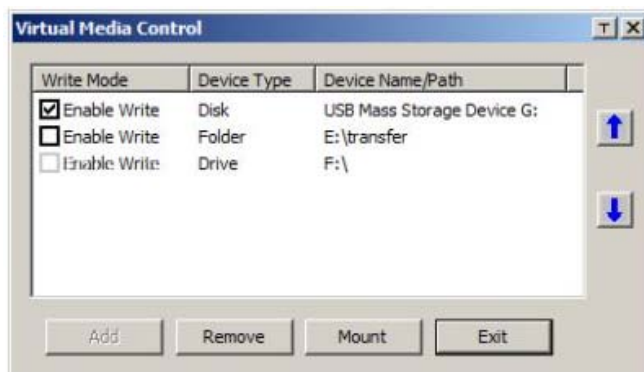 Virtual Media Control T X
Write Mode Device Type Device Name/Path
Enable Write Disk USB Mass Storage Device G:
Enable Write Folder E:\transfer
Enable Write Drive F:\
Add Remove Mount Exit